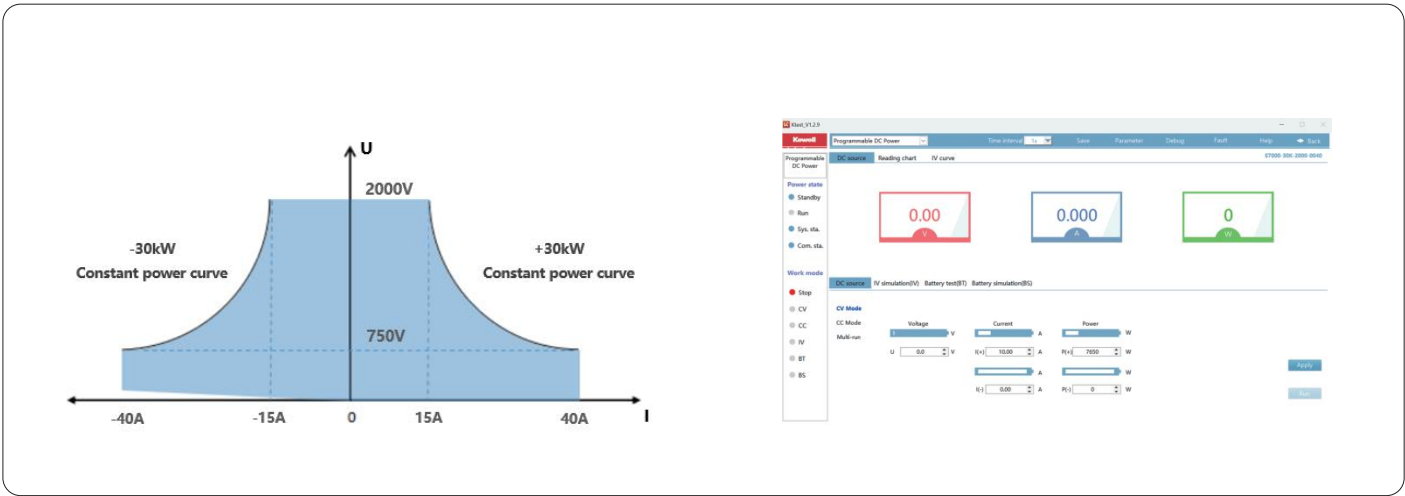 U
2000V
-30kW
Constant power curve
+30kW
Constant power curve
750V
-40A
-15A
0
15A
40A
I
Ktest_V1.2.9
Kewell
Programmable DC Power
Time interval
1s
Save
Parameter
Debug
Fault
Help
Back
Programmable
DC Power
DC source
Reading chart
IV curve
E7000-30K-2000-0040
Power state
Standby
Run
Sys. sta.
Com. sta.
0.00
V
0.000
A
0
W
Work mode
Stop
CV
CC
IV
BT
BS
DC source
IV simulation(IV)
Battery test(BT)
Battery simulation(BS)
CV Mode
CC Mode
Multi-run
Voltage
Current
Power
V
A
W
U 0.0 V
I(+) 10.00 A
P(+) 7650 W
A
W
I(-) 0.00 A
P(-) 0 W
Apply
Run